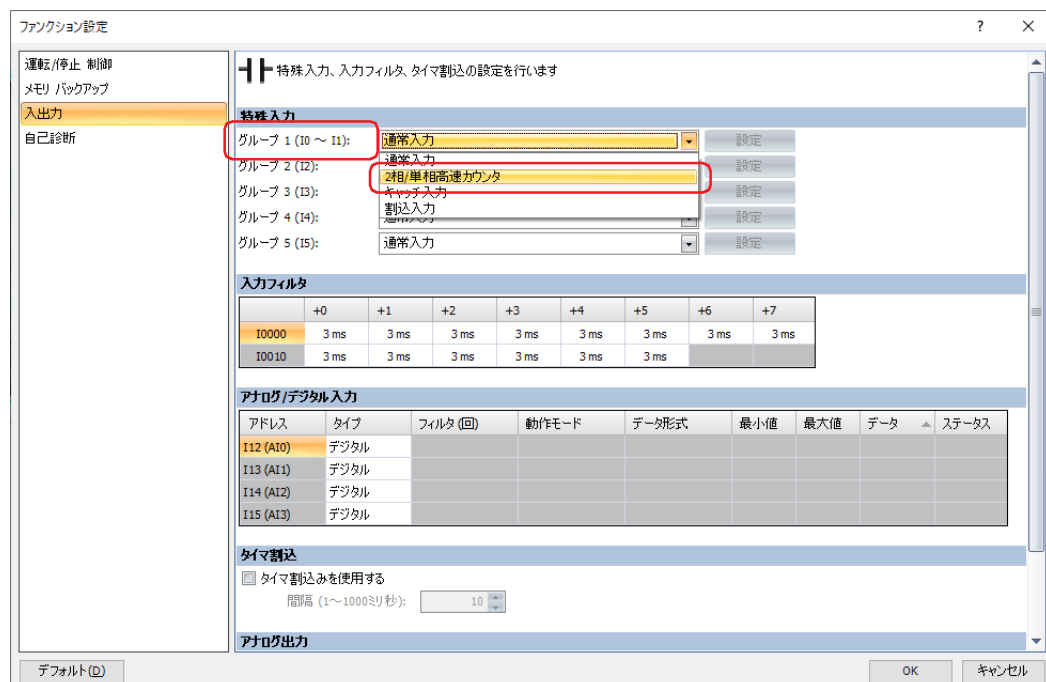 ファンクション設定 ? ×
運転/停止 制御
メモリ バックアップ
入出力
自己診断
特殊入力、入力フィルタ、タイマ割込の設定を行います
特殊入力
グループ 1 (I0 ～ I1): 通常入力 設定
通常入力
グループ 2 (I2): 設定
2相/単相高速カウンタ
グループ 3 (I3): キャッチ入力 設定
割込入力
グループ 4 (I4): 通常入力 設定
グループ 5 (I5): 通常入力 設定
入力フィルタ
+0 +1 +2 +3 +4 +5 +6 +7
I0000 3 ms 3 ms 3 ms 3 ms 3 ms 3 ms 3 ms 3 ms
I0010 3 ms 3 ms 3 ms 3 ms 3 ms 3 ms
アナログ/デジタル入力
アドレス タイプ フィルタ (回) 動作モード データ形式 最小値 最大値 データ ステータス
I12 (AI0) デジタル
I13 (AI1) デジタル
I14 (AI2) デジタル
I15 (AI3) デジタル
タイマ割込
タイマ割込みを使用する
間隔 (1～1000ミリ秒): 10
アナログ出力
デフォルト(D) OK キャンセル